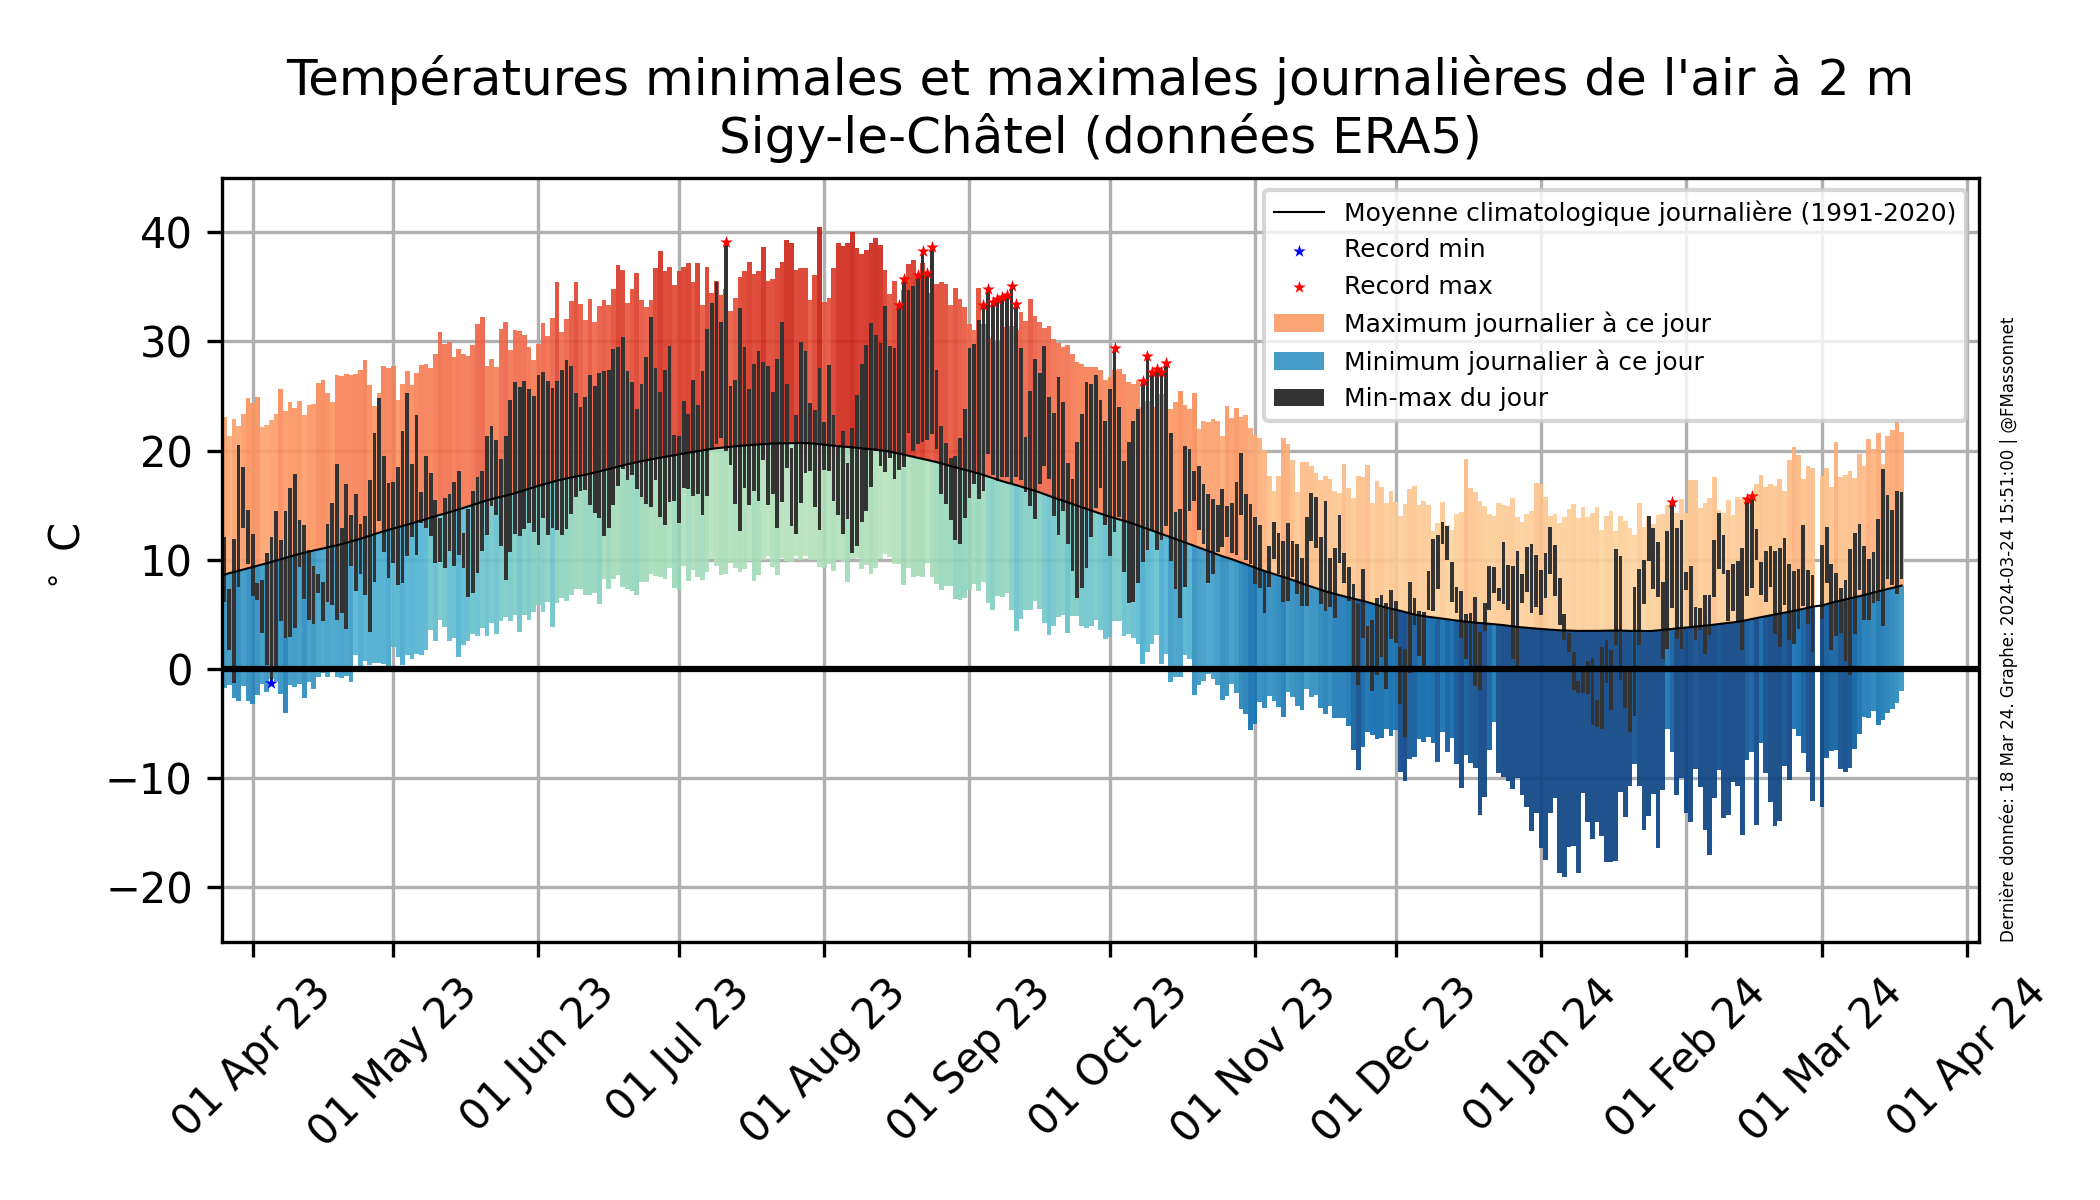 Températures minimales et maximales journalières de l'air à 2 m
Sigy-le-Châtel (données ERA5)
Moyenne climatologique journalière (1991-2020)
Record min
Record max
Maximum journalier à ce jour
Minimum journalier à ce jour
Min-max du jour
° C
40
30
20
10
0
−10
−20
01 Apr 23
01 May 23
01 Jun 23
01 Jul 23
01 Aug 23
01 Sep 23
01 Oct 23
01 Nov 23
01 Dec 23
01 Jan 24
01 Feb 24
01 Mar 24
01 Apr 24
Dernière donnée: 18 Mar 24. Graphe: 2024-03-24 15:51:00 | @FMassonnet